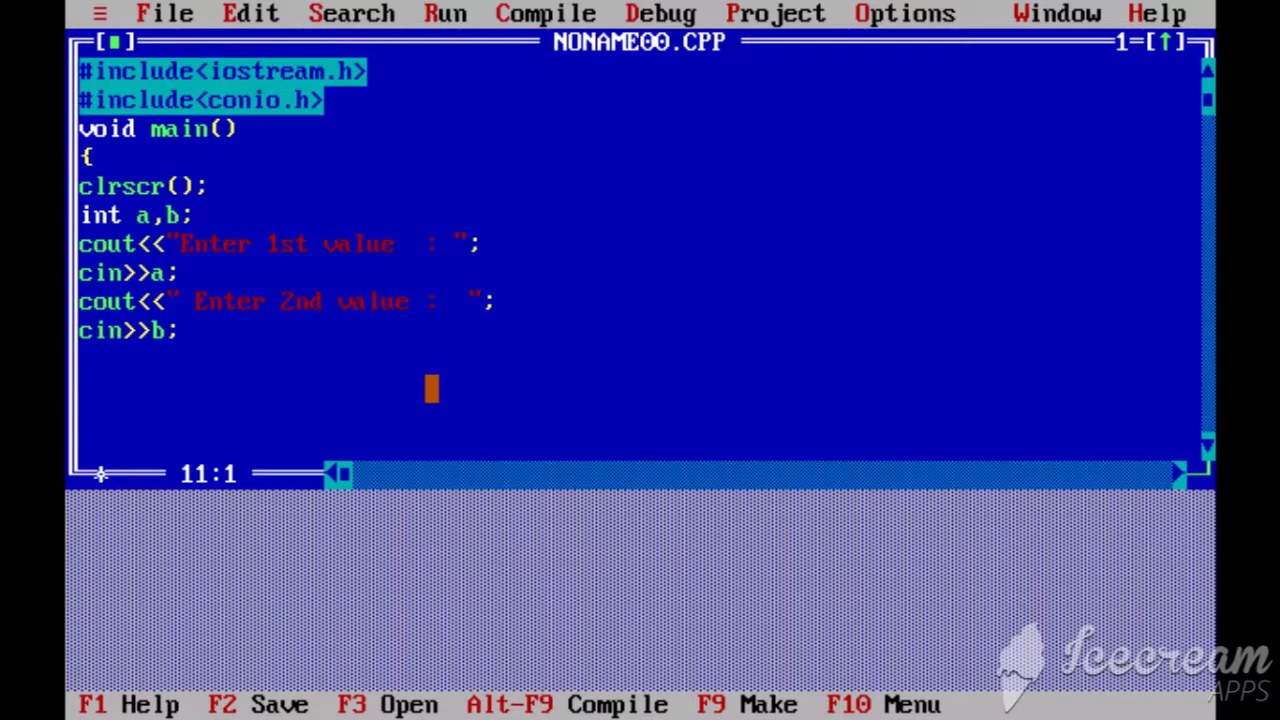 ≡ File Edit Search Run Compile Debug Project Options Window Help
[■] NONAME00.CPP 1=[↑]
#include<iostream.h>
#include<conio.h>
void main()
{
clrscr();
int a,b;
cout<<"Enter 1st value  : ";
cin>>a;
cout<<" Enter 2nd value :  ";
cin>>b;
11:1
Icecream
APPS
F1 Help F2 Save F3 Open Alt-F9 Compile F9 Make F10 Menu